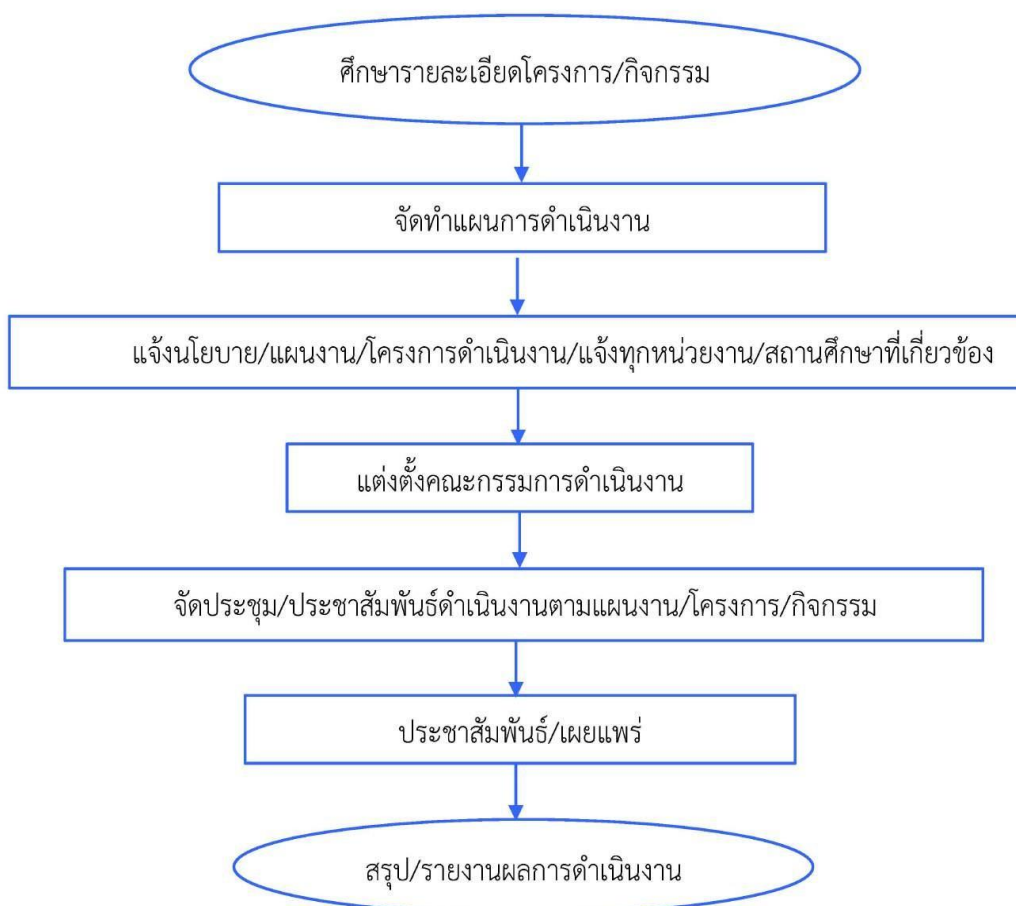 ศึกษารายละเอียดโครงการ/กิจกรรม
จัดทำแผนการดำเนินงาน
แจ้งนโยบาย/แผนงาน/โครงการดำเนินงาน/แจ้งทุกหน่วยงาน/สถานศึกษาที่เกี่ยวข้อง
แต่งตั้งคณะกรรมการดำเนินงาน
จัดประชุม/ประชาสัมพันธ์ดำเนินงานตามแผนงาน/โครงการ/กิจกรรม
ประชาสัมพันธ์/เผยแพร่
สรุป/รายงานผลการดำเนินงาน